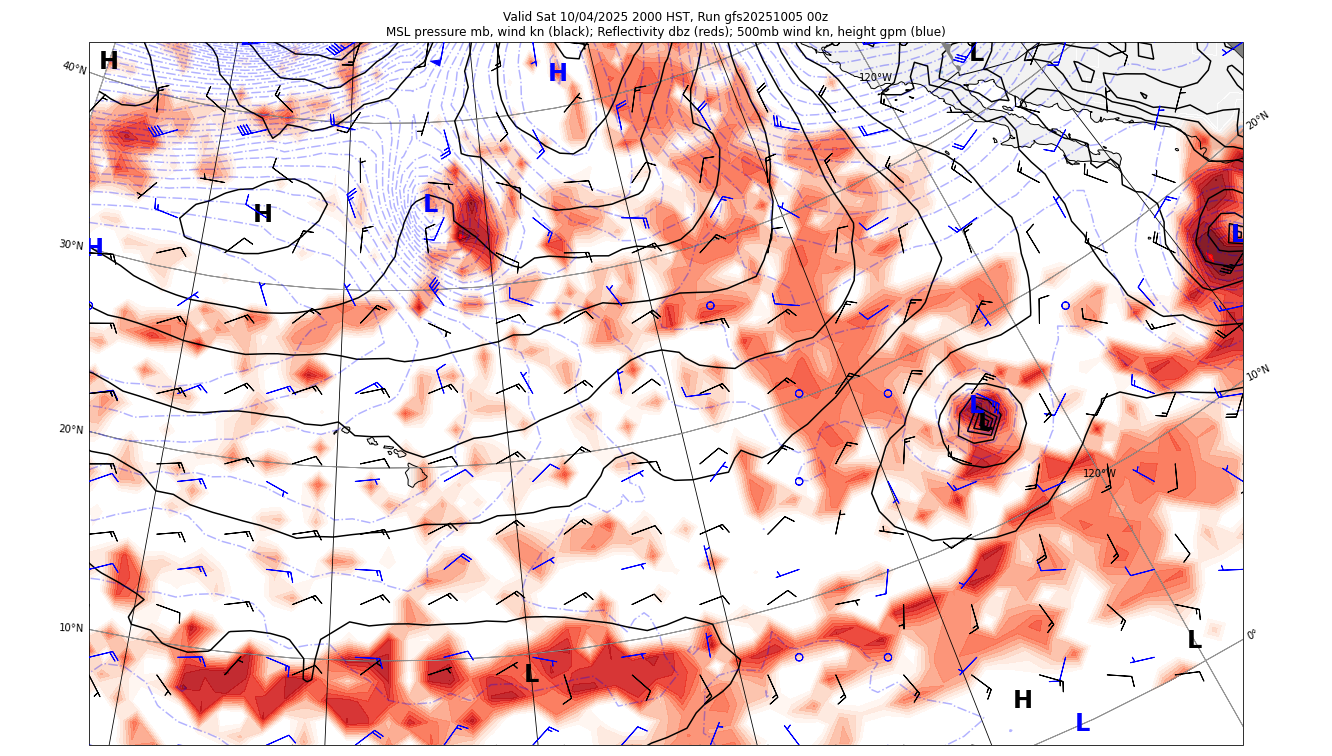 Valid Sat 10/04/2025 2000 HST, Run gfs20251005 00z
MSL pressure mb, wind kn (black); Reflectivity dbz (reds); 500mb wind kn, height gpm (blue)
H
H
L
40°N
120°W
20°N
H
L
30°N
H
L
10°N
L
L
20°N
120°W
10°N
0°
L
L
H
L